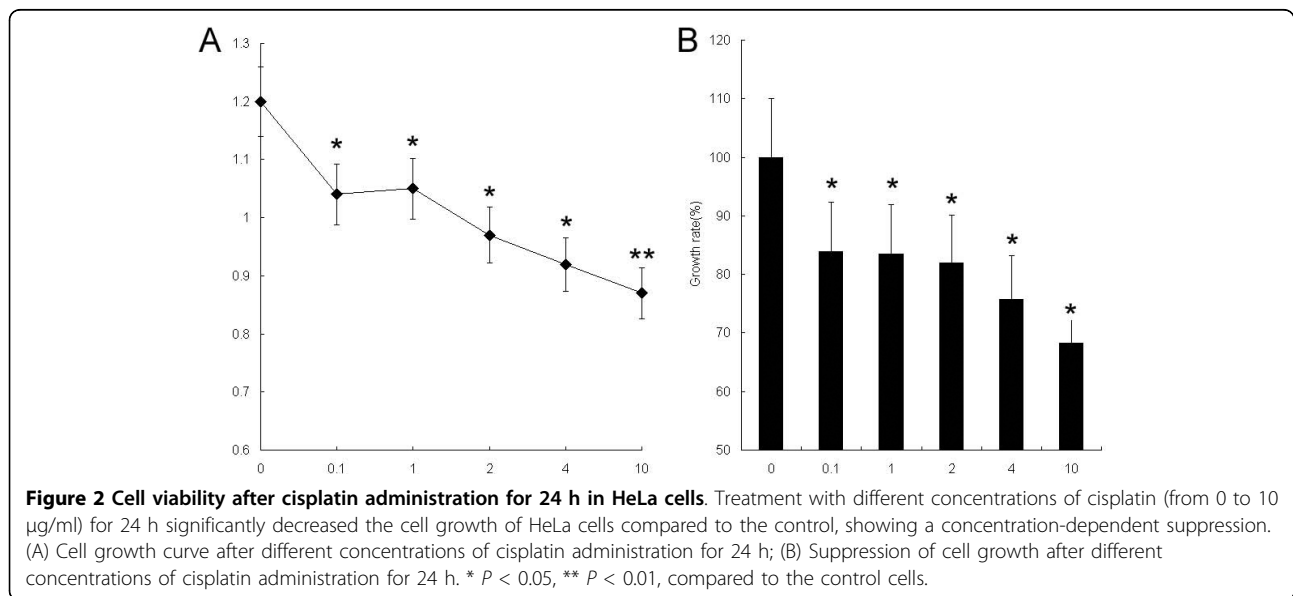 A
1.3
1.2
1.1
1
0.9
0.8
0.7
0.6
0 0.1 1 2 4 10
* * * * **
B
120
110
100
90
80
70
60
50
Growth rate(%)
0 0.1 1 2 4 10
* * * * *
Figure 2 Cell viability after cisplatin administration for 24 h in HeLa cells. Treatment with different concentrations of cisplatin (from 0 to 10
μg/ml) for 24 h significantly decreased the cell growth of HeLa cells compared to the control, showing a concentration-dependent suppression.
(A) Cell growth curve after different concentrations of cisplatin administration for 24 h; (B) Suppression of cell growth after different
concentrations of cisplatin administration for 24 h. * P < 0.05, ** P < 0.01, compared to the control cells.